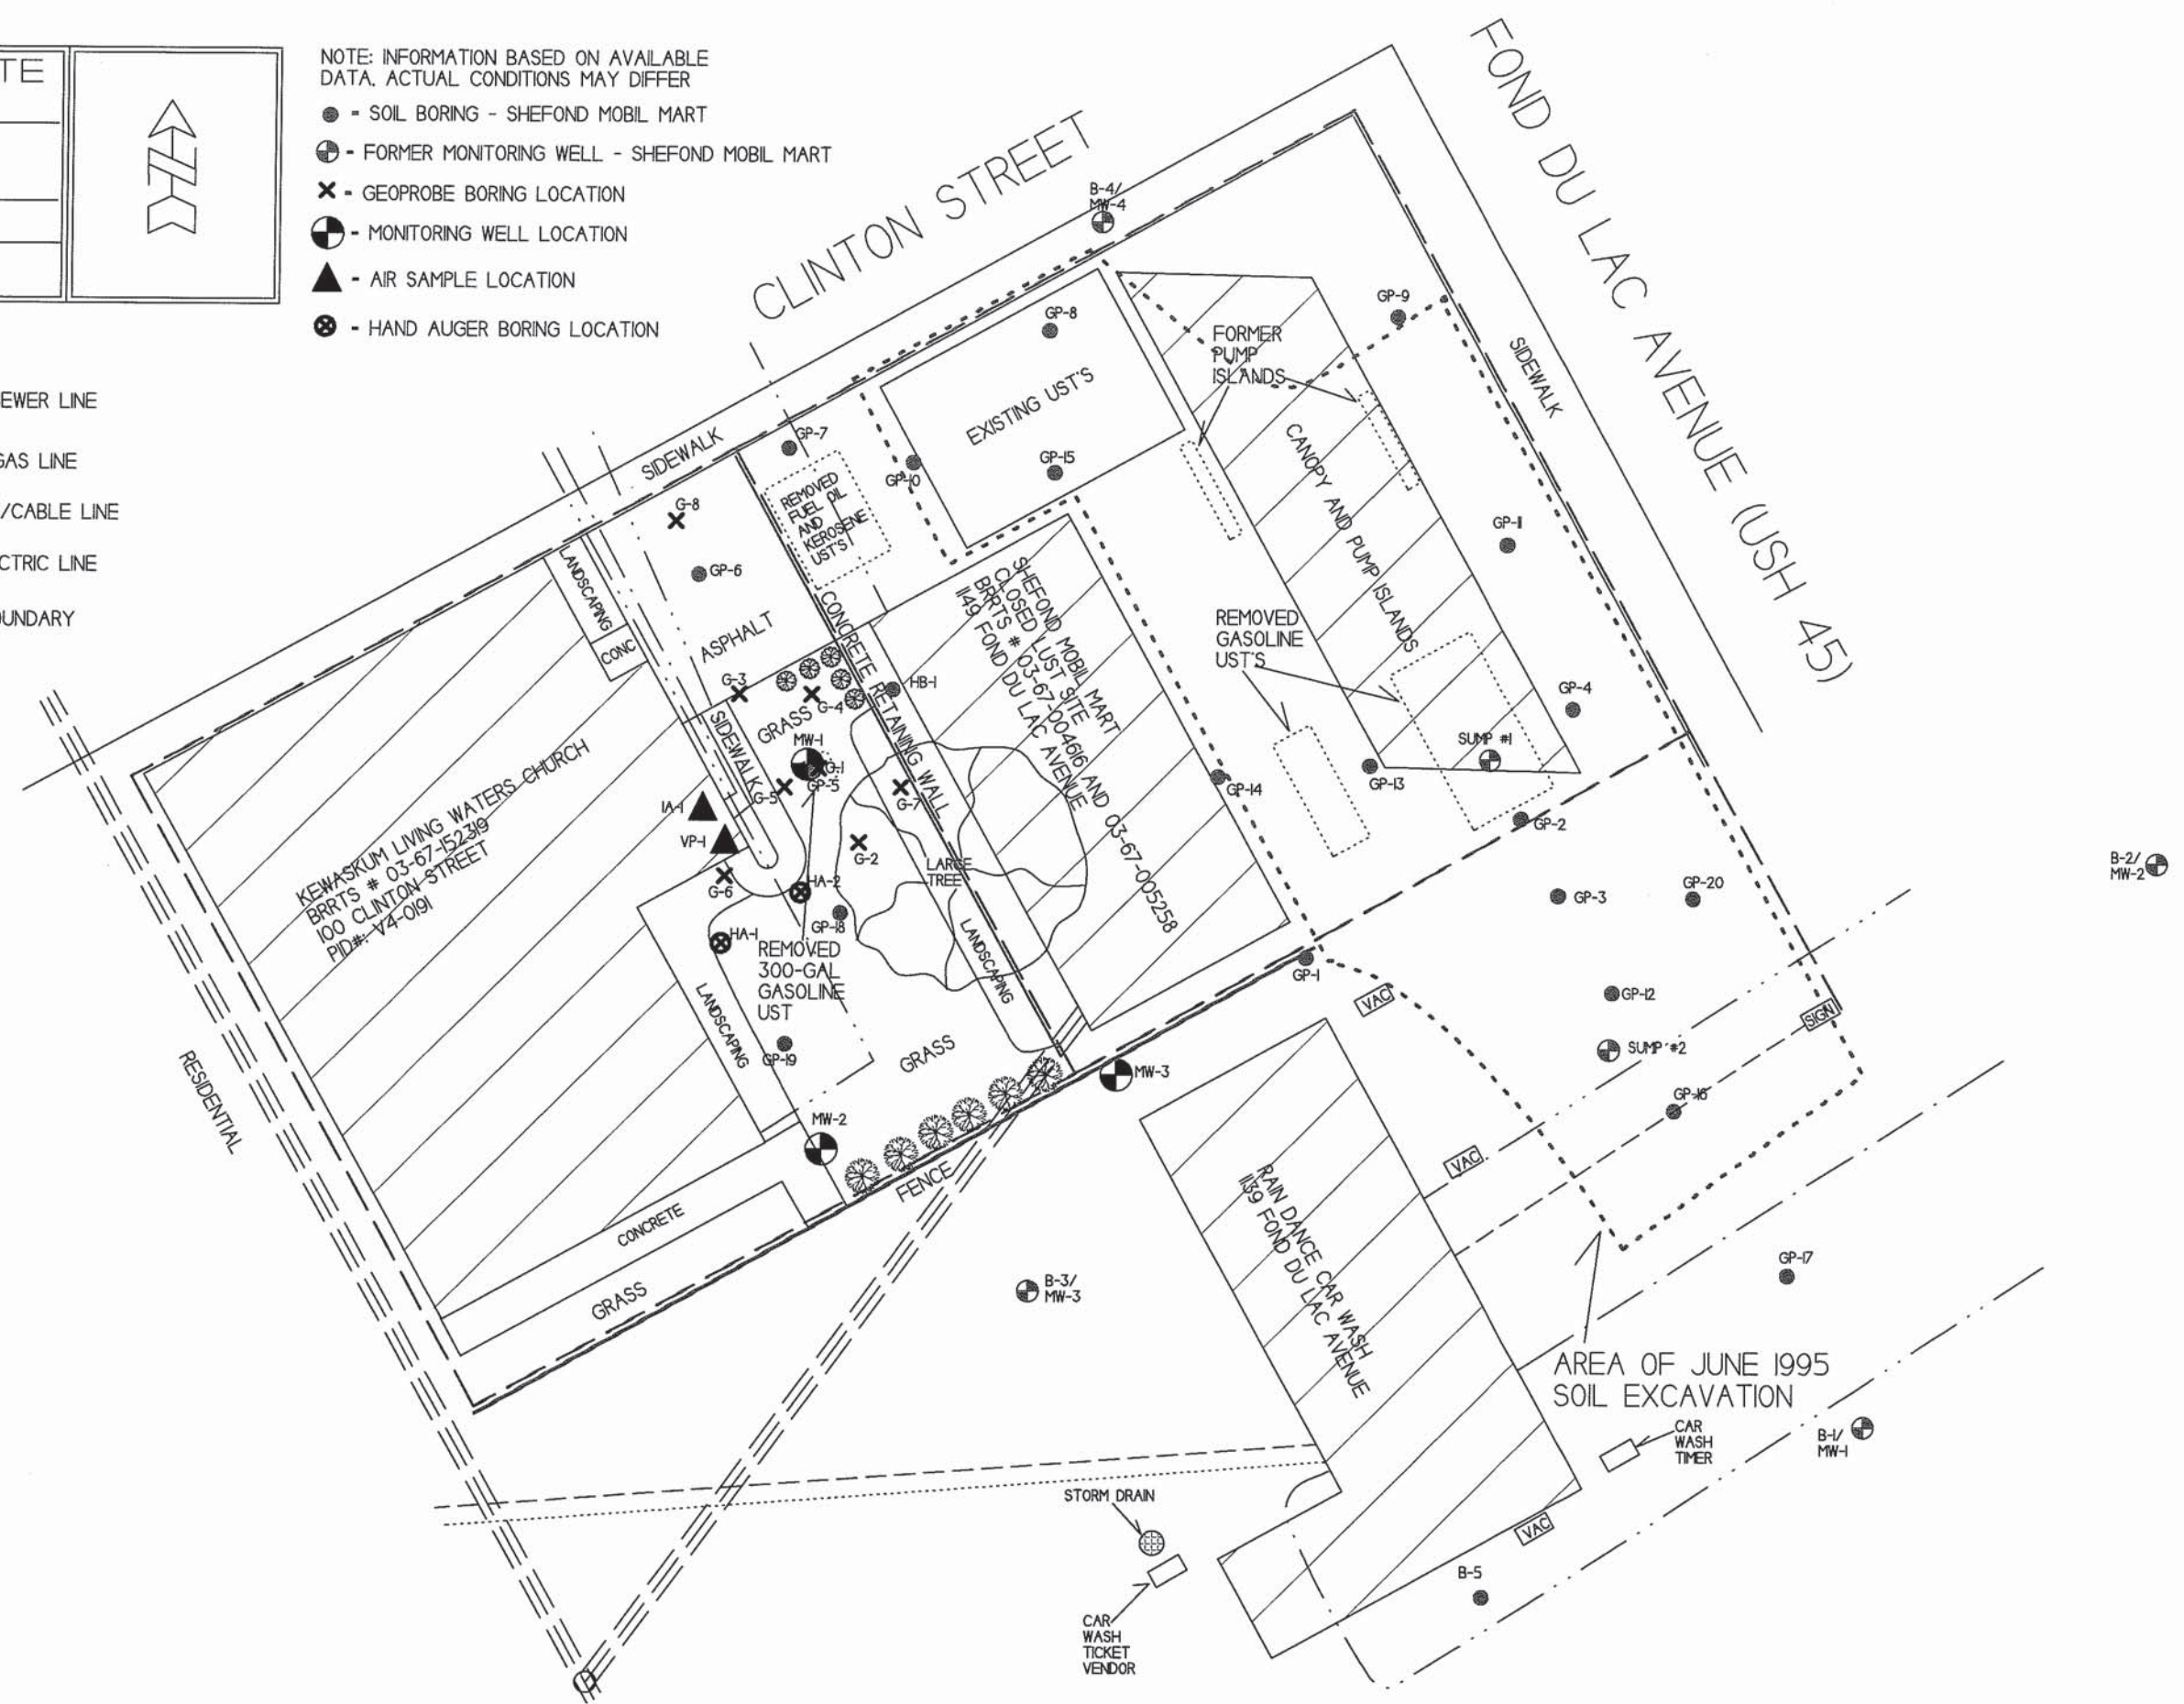 TE
NOTE: INFORMATION BASED ON AVAILABLE
DATA. ACTUAL CONDITIONS MAY DIFFER
- SOIL BORING - SHEFOND MOBIL MART
- FORMER MONITORING WELL - SHEFOND MOBIL MART
- GEOPROBE BORING LOCATION
- MONITORING WELL LOCATION
- AIR SAMPLE LOCATION
- HAND AUGER BORING LOCATION
EWER LINE
GAS LINE
/CABLE LINE
CTRIC LINE
OUNDARY
N
CLINTON STREET
FOND DU LAC AVENUE (USH 45)
SIDEWALK
SIDEWALK
B-4/
MW-4
GP-8
GP-9
FORMER
PUMP
ISLANDS
EXISTING UST'S
GP-15
GP-7
GP-10
REMOVED
FUEL OIL
AND
KEROSENE
UST'S
CANOPY AND PUMP ISLANDS
GP-11
G-8
GP-6
LANDSCAPING
CONC
ASPHALT
CONCRETE RETAINING WALL
SHEFOND MOBIL MART
CLOSED LUST SITE
BRRTS # 03-67-004616 AND 03-67-005258
1149 FOND DU LAC AVENUE
REMOVED
GASOLINE
UST'S
GP-4
SUMP #1
GP-13
GP-14
GP-2
G-3
G-4
HB-1
SIDEWALK
GRASS
MW-1
G-1
GP-5
G-5
G-7
IA-1
VP-1
G-2
G-6
HA-2
LARGE
TREE
GP-18
HA-1
REMOVED
300-GAL
GASOLINE
UST
LANDSCAPING
LANDSCAPING
GP-19
GRASS
KEWASKUM LIVING WATERS CHURCH
BRRTS # 03-67-152319
100 CLINTON STREET
PID#: V4-0191
RESIDENTIAL
MW-2
MW-3
FENCE
CONCRETE
GRASS
GP-1
VAC
GP-3
GP-20
B-2/
MW-2
GP-12
SUMP #2
SIGN
GP-16
VAC
RAIN DANCE CAR WASH
1139 FOND DU LAC AVENUE
B-3/
MW-3
GP-17
AREA OF JUNE 1995
SOIL EXCAVATION
CAR
WASH
TIMER
B-1/
MW-1
STORM DRAIN
VAC
B-5
CAR
WASH
TICKET
VENDOR